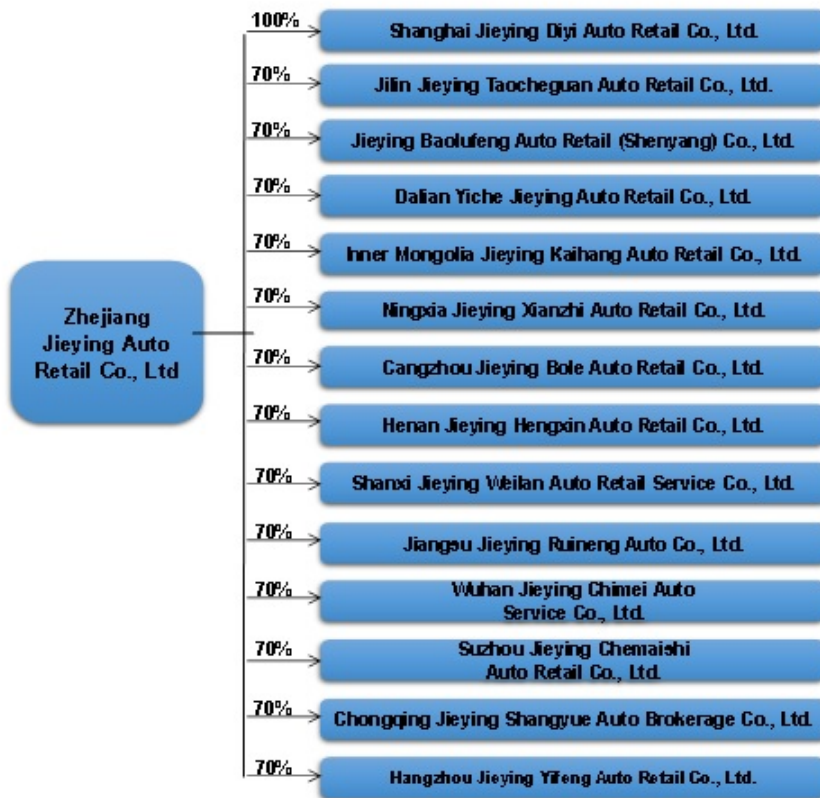 100%
Shanghai Jieying Diyi Auto Retail Co., Ltd.
70%
Jilin Jieying Taocheguan Auto Retail Co., Ltd.
70%
Jieying Baolufeng Auto Retail (Shenyang) Co., Ltd.
70%
Dalian Yiche Jieying Auto Retail Co., Ltd.
70%
Inner Mongolia Jieying Kaihang Auto Retail Co., Ltd.
70%
Ningxia Jieying Xianzhi Auto Retail Co., Ltd.
Zhejiang
Jieying Auto
Retail Co., Ltd
70%
Cangzhou Jieying Bole Auto Retail Co., Ltd.
70%
Henan Jieying Hengxin Auto Retail Co., Ltd.
70%
Shanxi Jieying Weilan Auto Retail Service Co., Ltd.
70%
Jiangsu Jieying Ruineng Auto Co., Ltd.
70%
Wuhan Jieying Chimei Auto
Service Co., Ltd.
70%
Suzhou Jieying Chemaishi
Auto Retail Co., Ltd.
70%
Chongqing Jieying Shangyue Auto Brokerage Co., Ltd.
70%
Hangzhou Jieying Yifeng Auto Retail Co., Ltd.